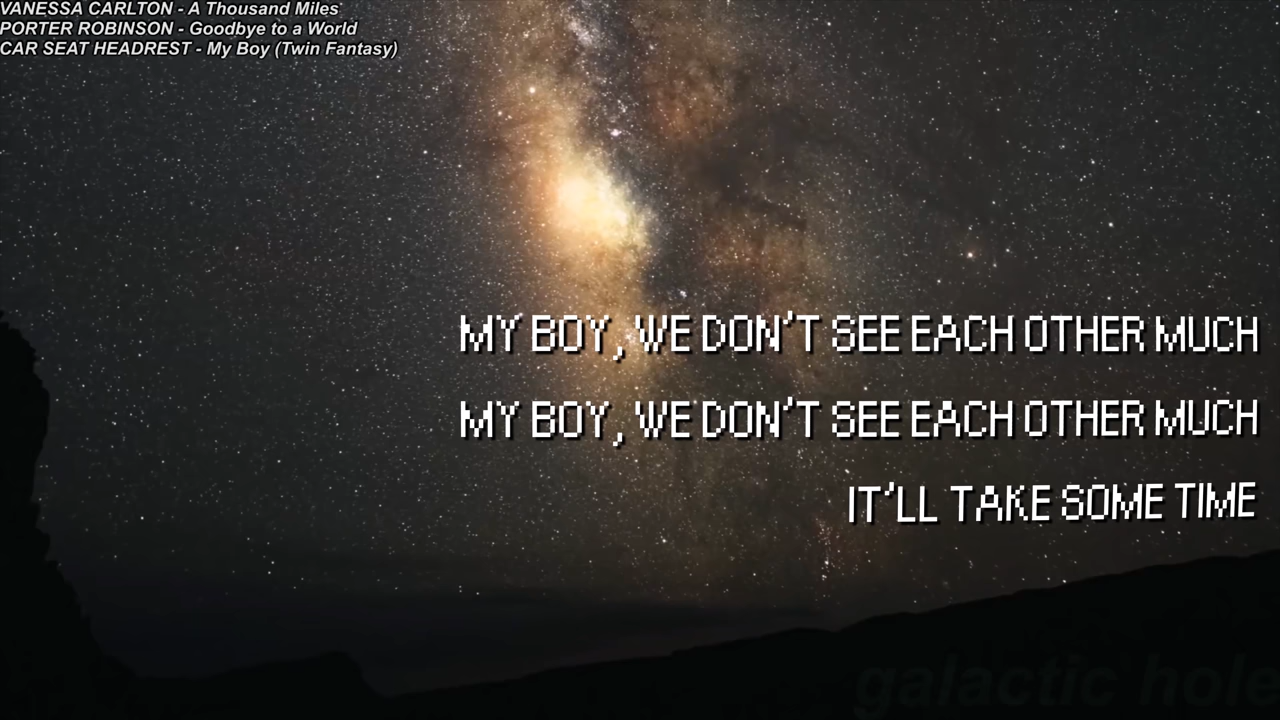 VANESSA CARLTON - A Thousand Miles
PORTER ROBINSON - Goodbye to a World
CAR SEAT HEADREST - My Boy (Twin Fantasy)
MY BOY, WE DON'T SEE EACH OTHER MUCH
MY BOY, WE DON'T SEE EACH OTHER MUCH
IT'LL TAKE SOME TIME
galactic hole